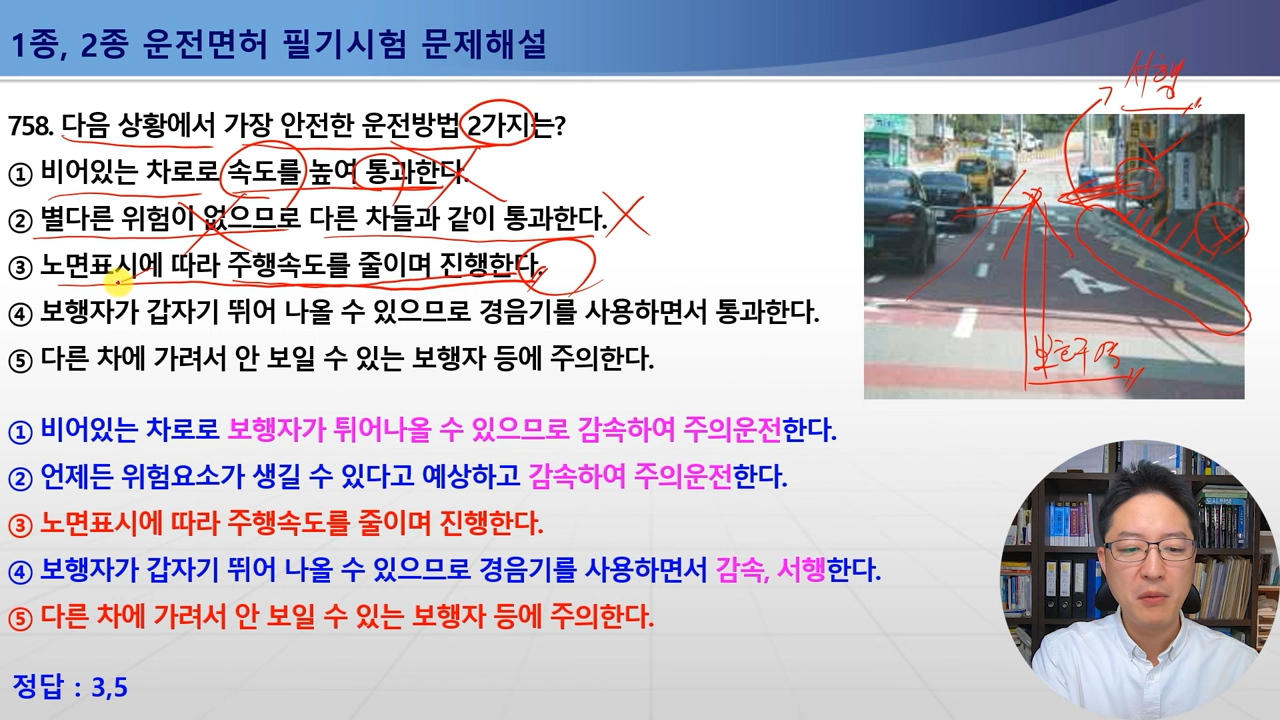 1종, 2종 운전면허 필기시험 문제해설
서행
758. 다음 상황에서 가장 안전한 운전방법 2가지는?
① 비어있는 차로로 속도를 높여 통과한다.
② 별다른 위험이 없으므로 다른 차들과 같이 통과한다.
③ 노면표시에 따라 주행속도를 줄이며 진행한다.
④ 보행자가 갑자기 뛰어 나올 수 있으므로 경음기를 사용하면서 통과한다.
⑤ 다른 차에 가려서 안 보일 수 있는 보행자 등에 주의한다.
보호구역
① 비어있는 차로로 보행자가 튀어나올 수 있으므로 감속하여 주의운전한다.
② 언제든 위험요소가 생길 수 있다고 예상하고 감속하여 주의운전한다.
③ 노면표시에 따라 주행속도를 줄이며 진행한다.
④ 보행자가 갑자기 뛰어 나올 수 있으므로 경음기를 사용하면서 감속, 서행한다.
⑤ 다른 차에 가려서 안 보일 수 있는 보행자 등에 주의한다.
정답 : 3,5